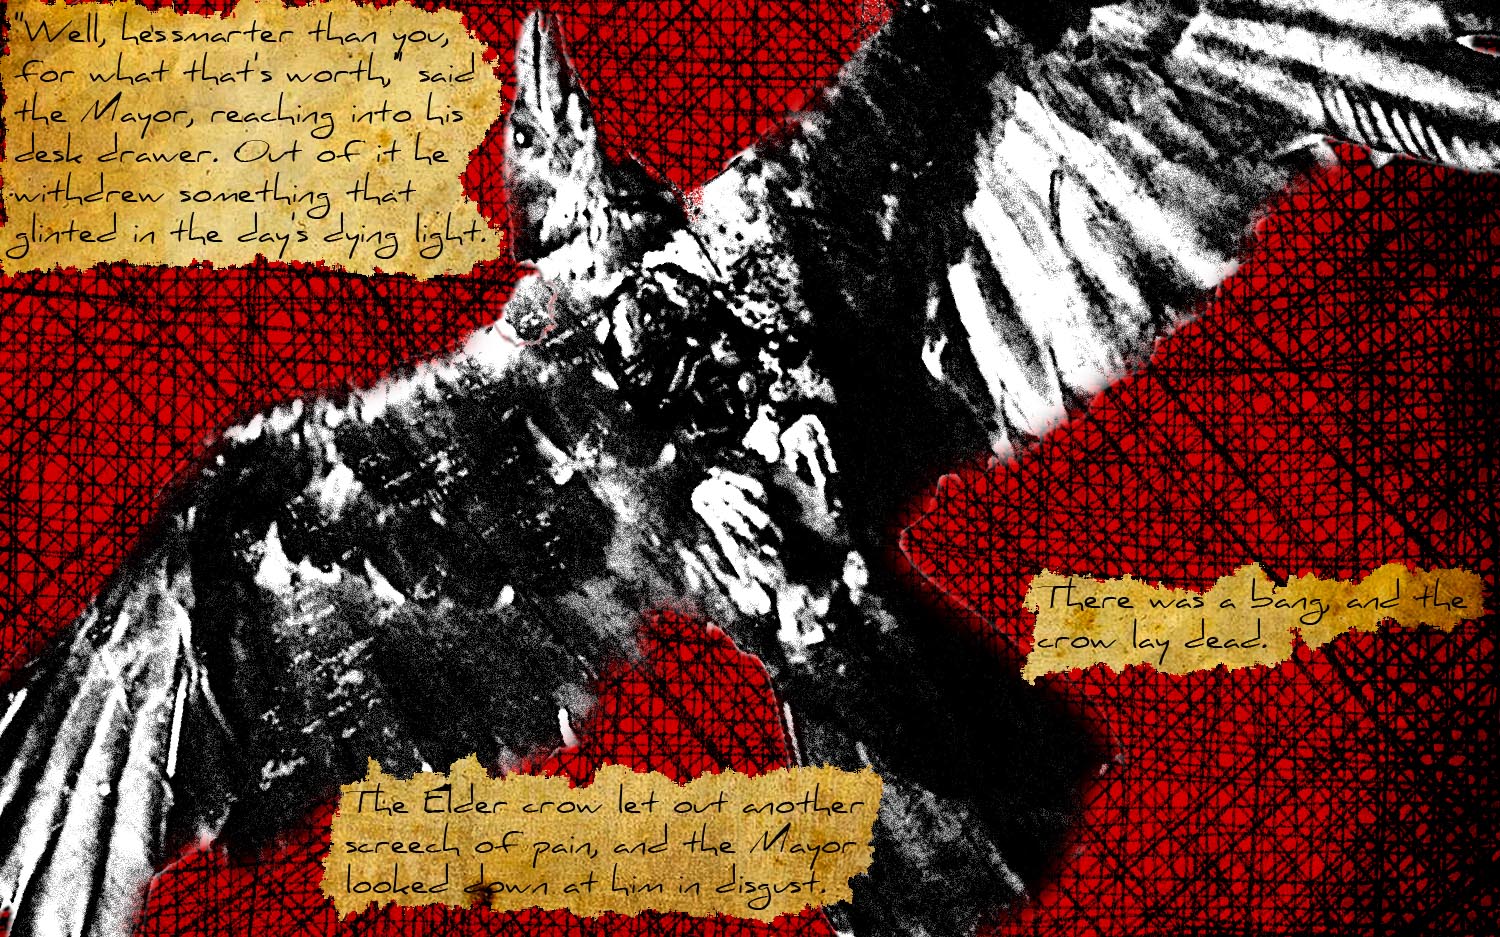 "Well, hessmarter than you,
for what that's worth," said
the Mayor, reaching into his
desk drawer. Out of it he
withdrew something that
glinted in the day's dying light.
The Elder crow let out another
screech of pain, and the Mayor
looked down at him in disgust.
There was a bang, and the
crow lay dead.